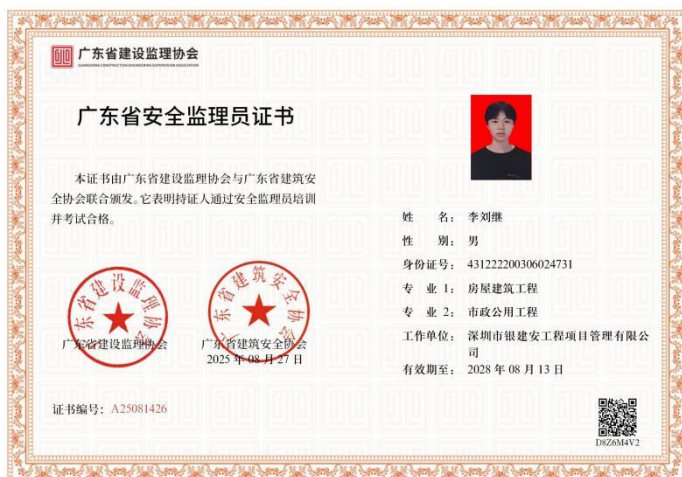 广东省建设监理协会
GUANGDONG CONSTRUCTION ENGINEERING SUPERVISION ASSOCIATION
广东省安全监理员证书
本证书由广东省建设监理协会与广东省建筑安
全协会联合颁发。它表明持证人通过安全监理员培训
并考试合格。
广东省建设监理协会
广东省建筑安全协会
广东省建设监理协会
广东省建筑安全协会
2025 年 08 月 27 日
证书编号：A25081426
姓 名：李刘继
性 别：男
身份证号：431222200306024731
专 业 1：房屋建筑工程
专 业 2：市政公用工程
工作单位：深圳市银建安工程项目管理有限公
司
有效期至：2028 年 08 月 13 日
D8Z6M4V2